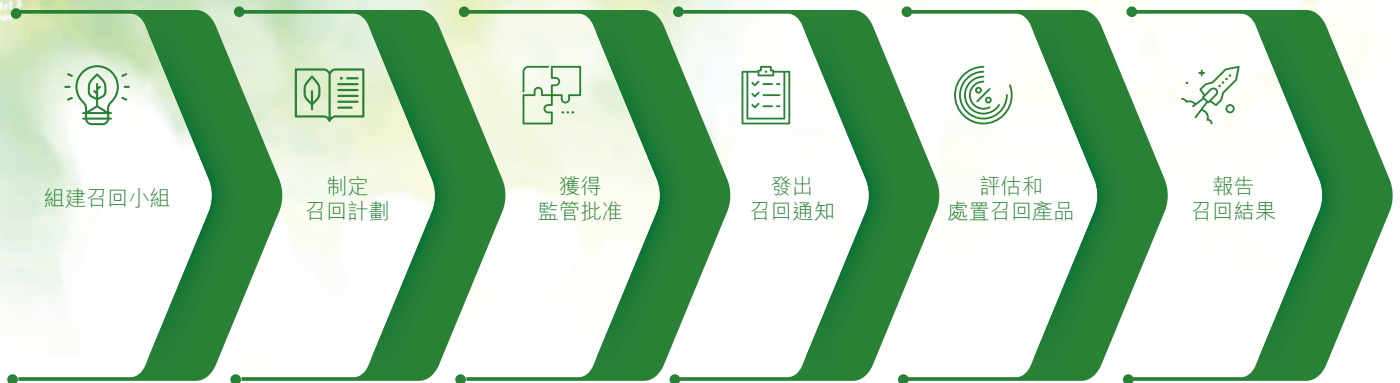 組建召回小組
制定
召回計劃
獲得
監管批准
發出
召回通知
評估和
處置召回產品
報告
召回結果